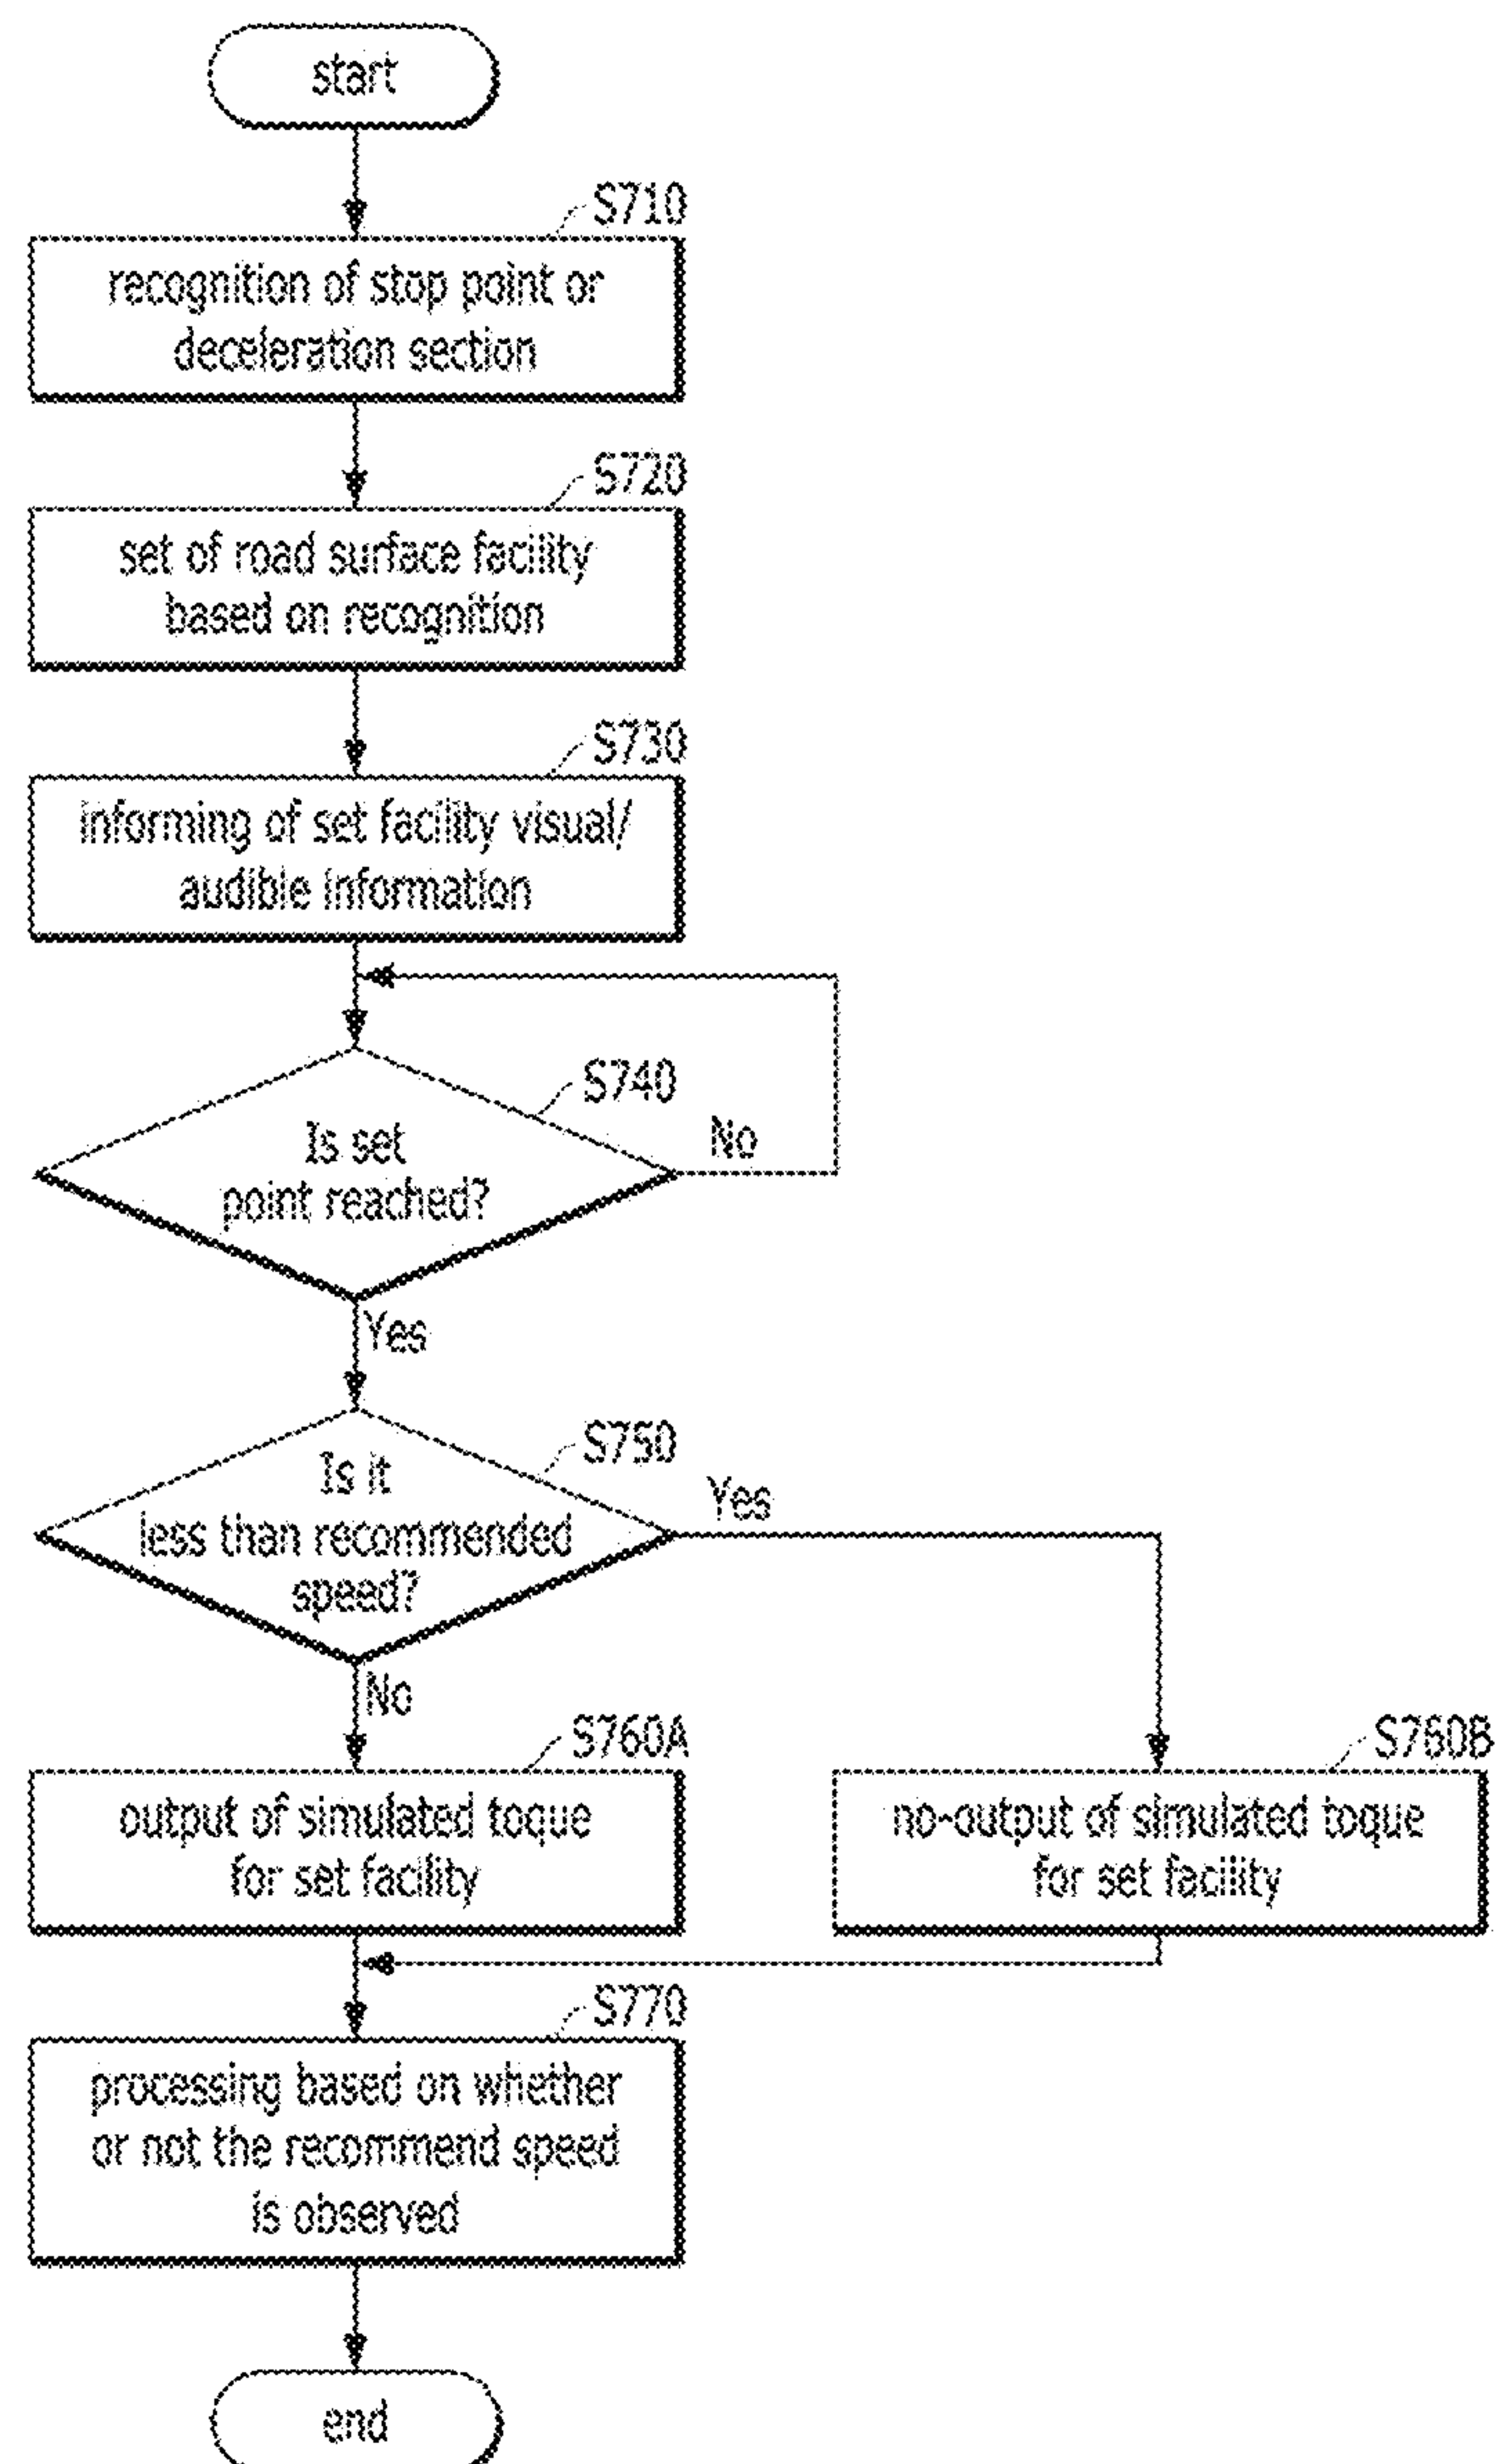 start
S710
recognition of stop point or
deceleration section
S720
set of road surface facility
based on recognition
S730
informing of set facility visual/
audible information
S740
Is set
point reached?
No
Yes
S750
Is it
less than recommended
speed?
Yes
No
S760A
output of simulated toque
for set facility
S760B
no-output of simulated toque
for set facility
S770
processing based on whether
or not the recommend speed
is observed
end